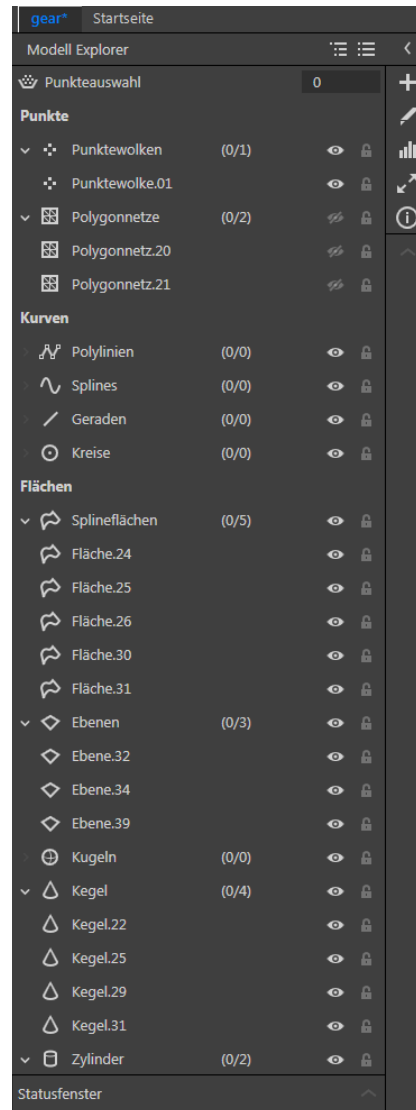 gear* Startseite
Modell Explorer
Punkteauswahl 0
Punkte
Punktewolken (0/1)
Punktewolke.01
Polygonnetze (0/2)
Polygonnetz.20
Polygonnetz.21
Kurven
Polylinien (0/0)
Splines (0/0)
Geraden (0/0)
Kreise (0/0)
Flächen
Splineflächen (0/5)
Fläche.24
Fläche.25
Fläche.26
Fläche.30
Fläche.31
Ebenen (0/3)
Ebene.32
Ebene.34
Ebene.39
Kugeln (0/0)
Kegel (0/4)
Kegel.22
Kegel.25
Kegel.29
Kegel.31
Zylinder (0/2)
Statusfenster